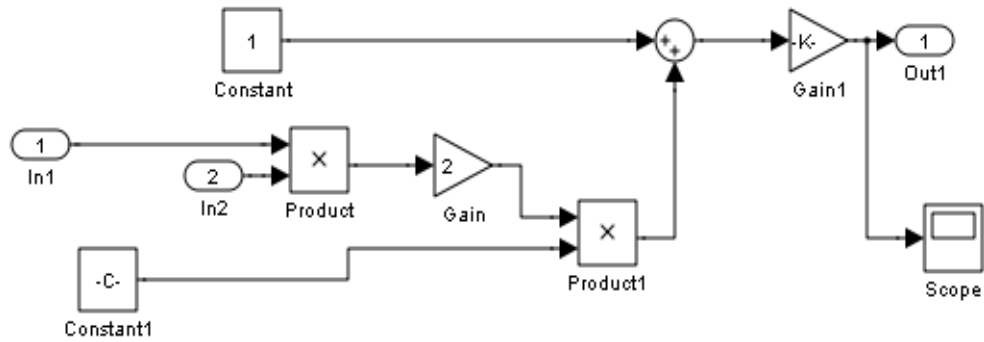 1
Constant
+
+
-K-
Gain1
1
Out1
1
In1
2
In2
×
Product
2
Gain
×
Product1
-C-
Constant1
Scope